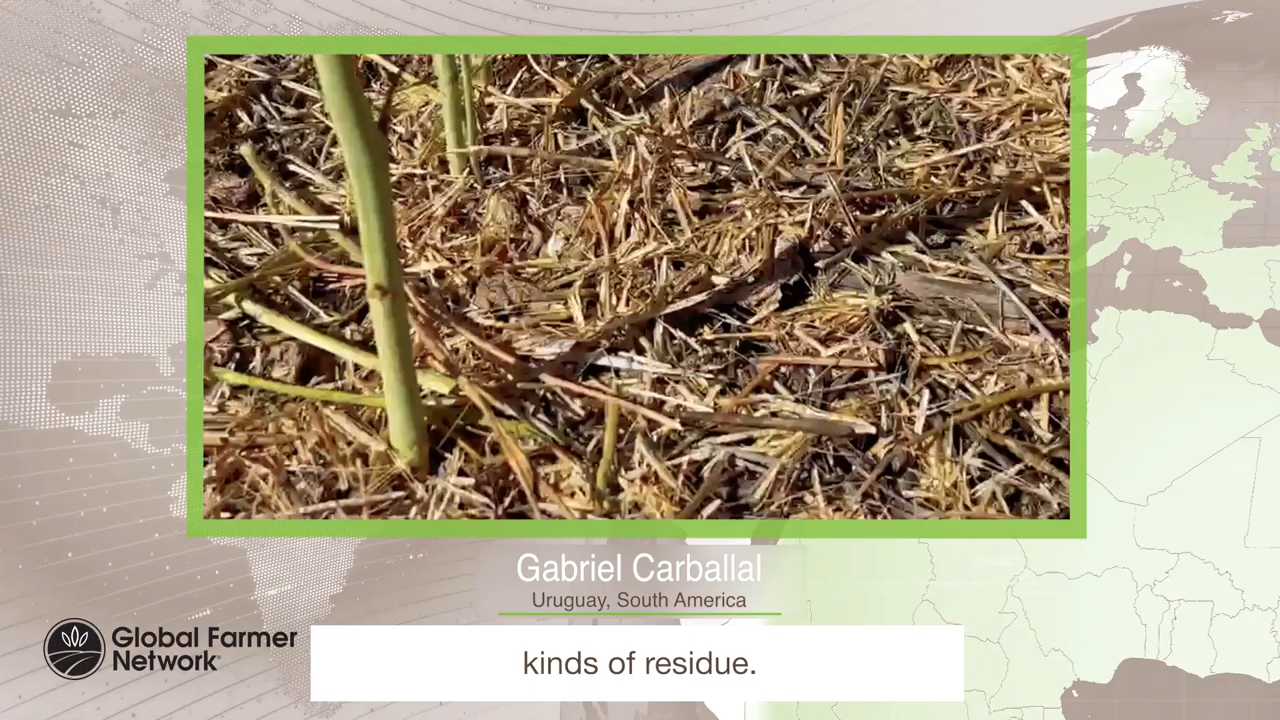 Gabriel Carballal
Uruguay, South America
Global Farmer
Network
kinds of residue.